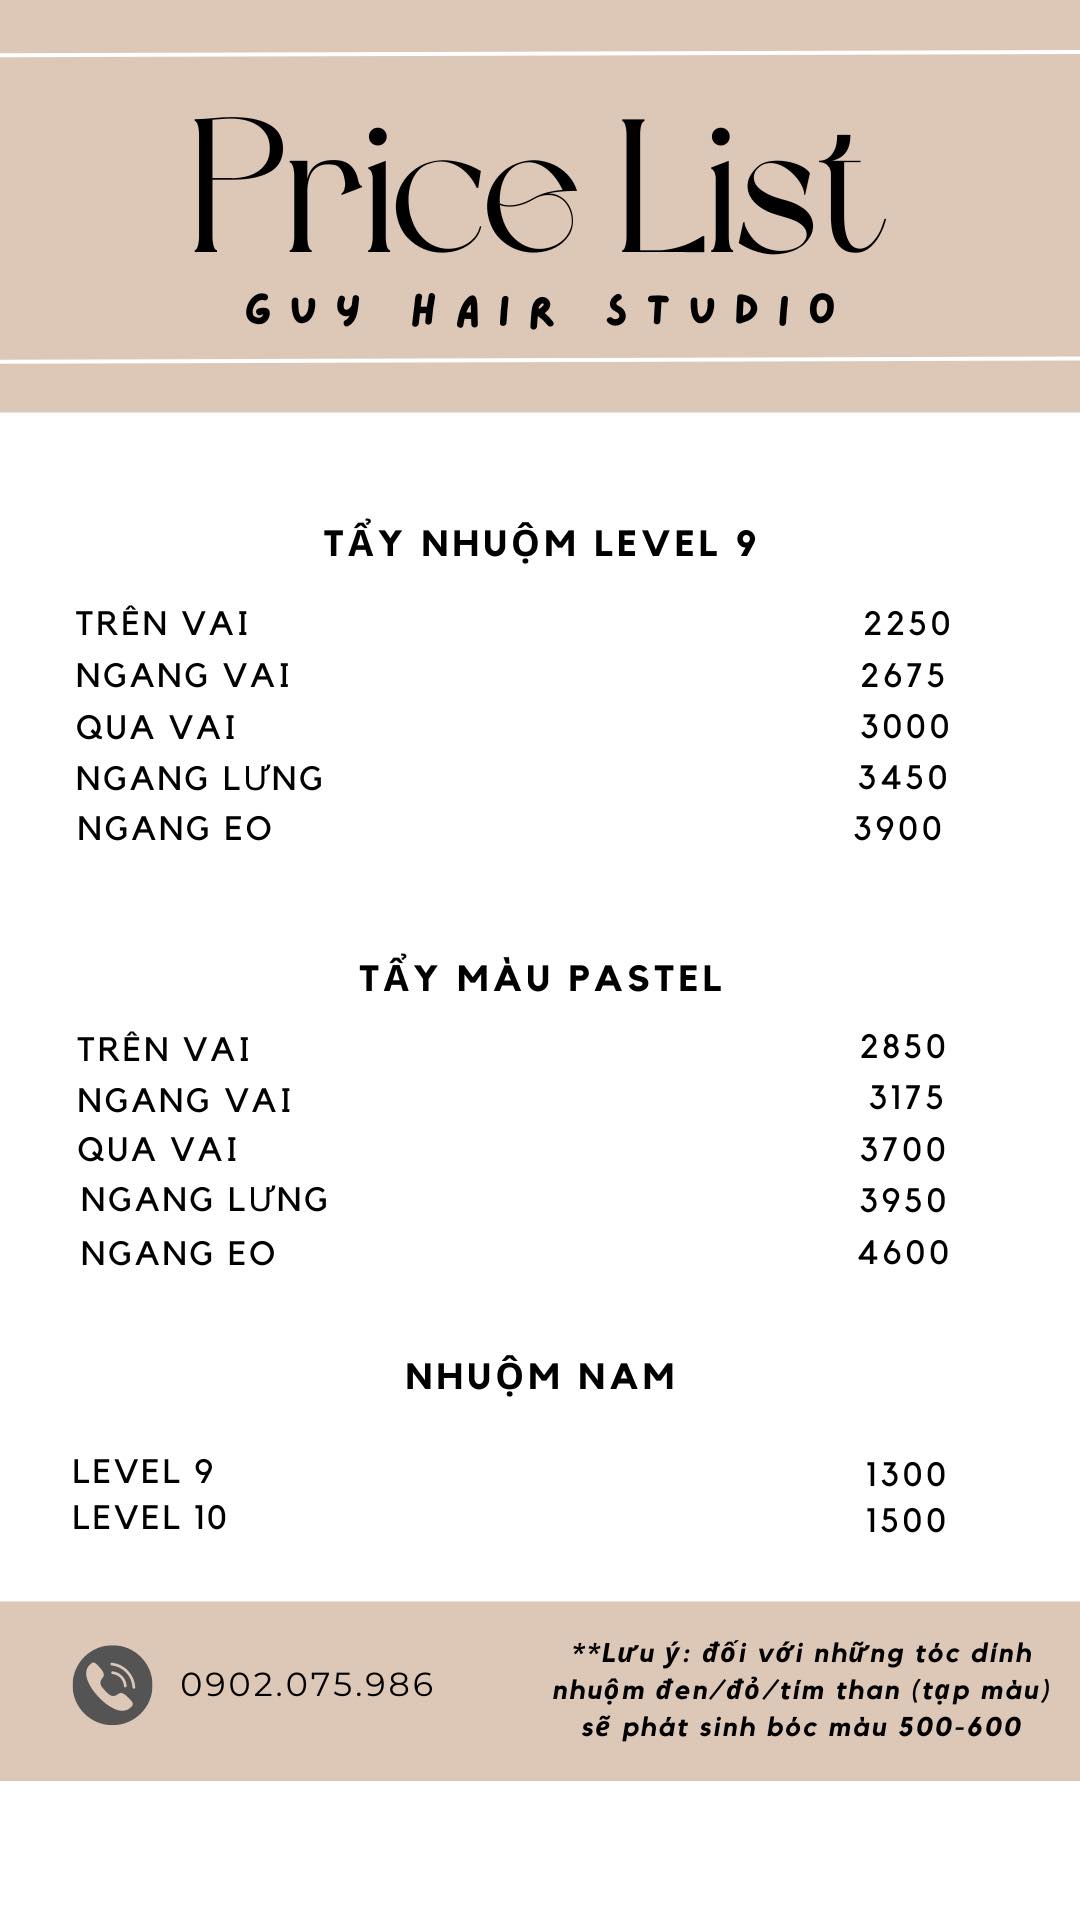 Price List
GUY HAIR STUDIO
TẨY NHUỘM LEVEL 9
TRÊN VAI 2250
NGANG VAI 2675
QUA VAI 3000
NGANG LƯNG 3450
NGANG EO 3900
TẨY MÀU PASTEL
TRÊN VAI 2850
NGANG VAI 3175
QUA VAI 3700
NGANG LƯNG 3950
NGANG EO 4600
NHUỘM NAM
LEVEL 9 1300
LEVEL 10 1500
0902.075.986
**Lưu ý: đối với những tóc dính
nhuộm đen/đỏ/tím than (tạp màu)
sẽ phát sinh bóc màu 500-600